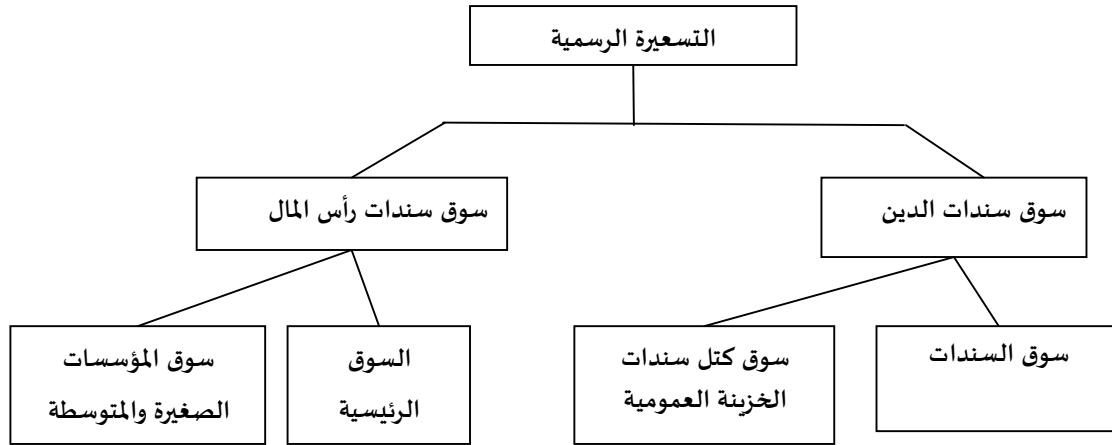 التسعيرة الرسمية
سوق سندات الدين
سوق سندات رأس المال
سوق السندات
سوق كتل سندات
الخزينة العمومية
السوق
الرئيسية
سوق المؤسسات
الصغيرة والمتوسطة